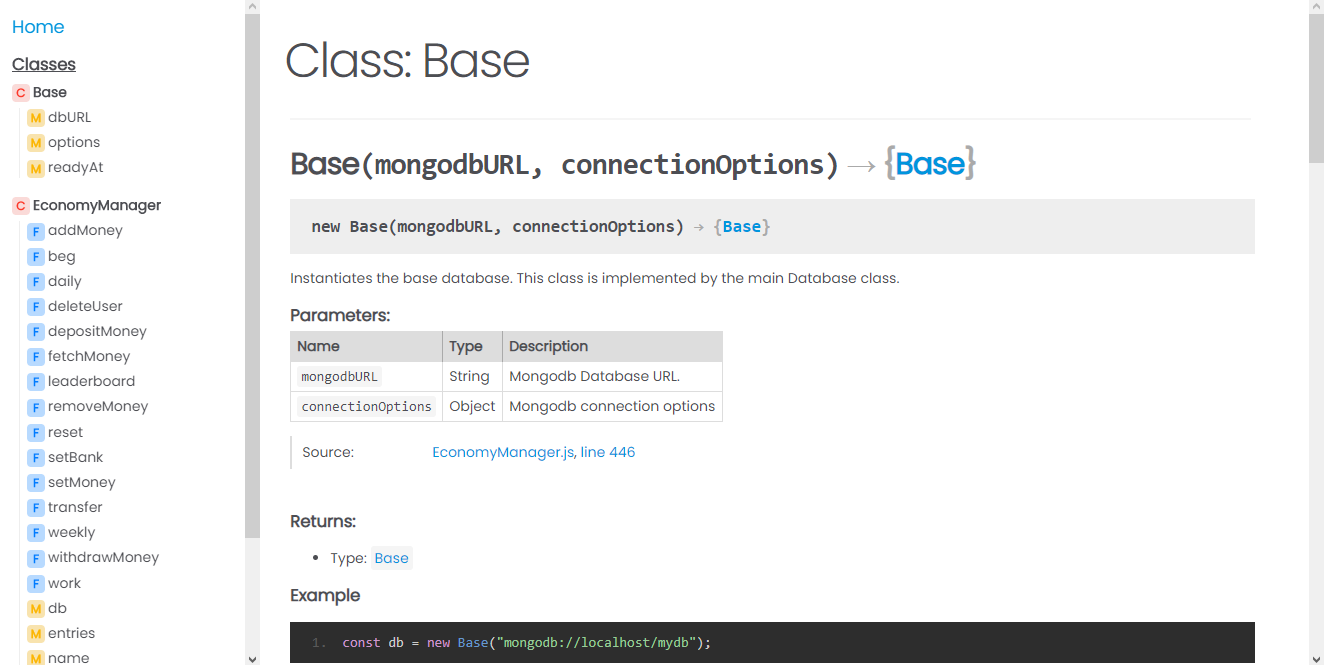 Home
Classes
C Base
M dbURL
M options
M readyAt
C EconomyManager
F addMoney
F beg
F daily
F deleteUser
F depositMoney
F fetchMoney
F leaderboard
F removeMoney
F reset
F setBank
F setMoney
F transfer
F weekly
F withdrawMoney
F work
M db
M entries
M name
Class: Base
Base(mongodbURL, connectionOptions) → {Base}
new Base(mongodbURL, connectionOptions) → {Base}
Instantiates the base database. This class is implemented by the main Database class.
Parameters:
Name Type Description
mongodbURL String Mongodb Database URL.
connectionOptions Object Mongodb connection options
Source: EconomyManager.js, line 446
Returns:
• Type: Base
Example
1. const db = new Base("mongodb://localhost/mydb");